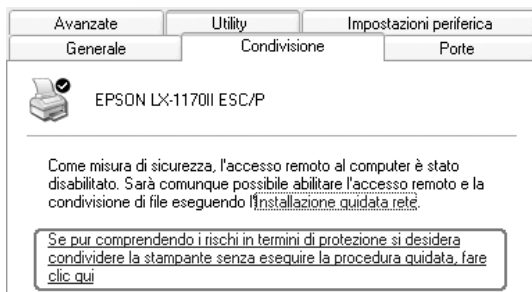 Avanzate Utility Impostazioni periferica
Generale Condivisione Porte
EPSON LX-1170II ESC/P
Come misura di sicurezza, l'accesso remoto al computer è stato
disabilitato. Sarà comunque possibile abilitare l'accesso remoto e la
condivisione di file eseguendo l'Installazione guidata rete.
Se pur comprendendo i rischi in termini di protezione si desidera
condividere la stampante senza eseguire la procedura guidata, fare
clic qui